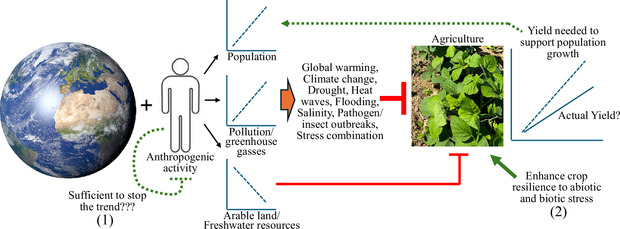 Population
Pollution/
greenhouse
gasses
Arable land/
Freshwater resources
Anthropogenic
activity
Sufficient to stop
the trend???
(1)
Global warming,
Climate change,
Drought, Heat
waves, Flooding,
Salinity, Pathogen/
insect outbreaks,
Stress combination
Agriculture
Yield needed to
support population
growth
Actual Yield?
Enhance crop
resilience to abiotic
and biotic stress
(2)